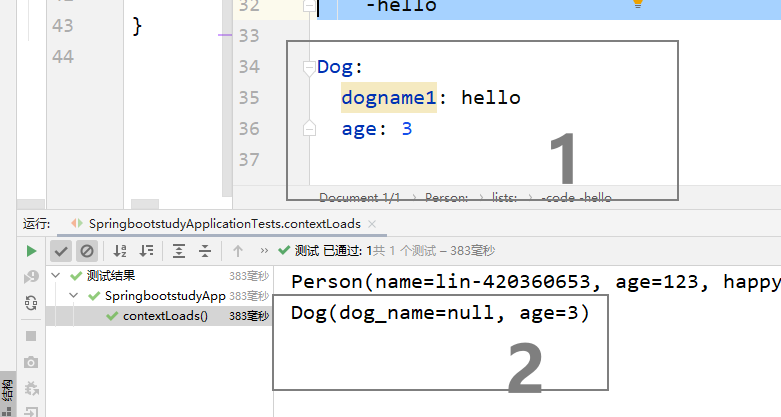 32 -hello
43 }
33
44
34 Dog:
35 dogname1: hello
36 age: 3
37
1
Document 1/1 › Person: › lists: › -code -hello
运行: SpringbootstudyApplicationTests.contextLoads ×
» 测试 已通过: 1共 1 个测试 – 383毫秒
测试结果 383毫秒
SpringbootstudyApp 383毫秒
contextLoads() 383毫秒
Person(name=lin-420360653, age=123, happy
Dog(dog_name=null, age=3)
2
结构